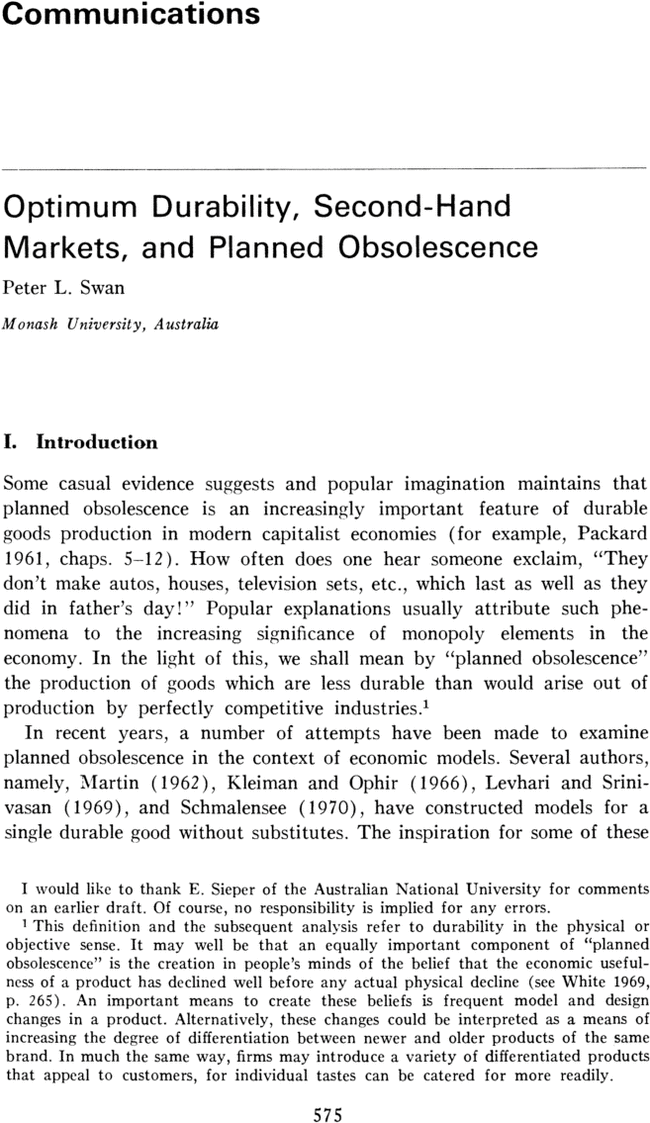 Communications
Optimum Durability, Second-Hand
Markets, and Planned Obsolescence
Peter L. Swan
Monash University, Australia
I. Introduction
Some casual evidence suggests and popular imagination maintains that
planned obsolescence is an increasingly important feature of durable
goods production in modern capitalist economies (for example, Packard
1961, chaps. 5–12). How often does one hear someone exclaim, “They
don’t make autos, houses, television sets, etc., which last as well as they
did in father’s day!” Popular explanations usually attribute such phe-
nomena to the increasing significance of monopoly elements in the
economy. In the light of this, we shall mean by “planned obsolescence”
the production of goods which are less durable than would arise out of
production by perfectly competitive industries.¹
In recent years, a number of attempts have been made to examine
planned obsolescence in the context of economic models. Several authors,
namely, Martin (1962), Kleiman and Ophir (1966), Levhari and Srini-
vasan (1969), and Schmalensee (1970), have constructed models for a
single durable good without substitutes. The inspiration for some of these
I would like to thank E. Sieper of the Australian National University for comments
on an earlier draft. Of course, no responsibility is implied for any errors.
¹ This definition and the subsequent analysis refer to durability in the physical or
objective sense. It may well be that an equally important component of “planned
obsolescence” is the creation in people’s minds of the belief that the economic useful-
ness of a product has declined well before any actual physical decline (see White 1969,
p. 265). An important means to create these beliefs is frequent model and design
changes in a product. Alternatively, these changes could be interpreted as a means of
increasing the degree of differentiation between newer and older products of the same
brand. In much the same way, firms may introduce a variety of differentiated products
that appeal to customers, for individual tastes can be catered for more readily.
575